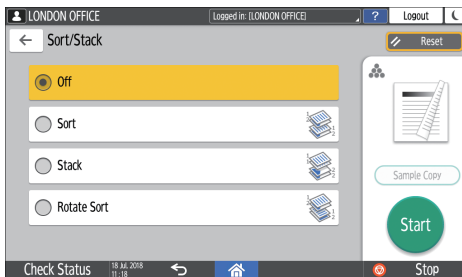 LONDON OFFICE
Logged in: [LONDON OFFICE]
?
Logout
Sort/Stack
Reset
Off
Sort
Stack
Rotate Sort
Sample Copy
Start
Check Status
18 Jul. 2018
11:18
Stop